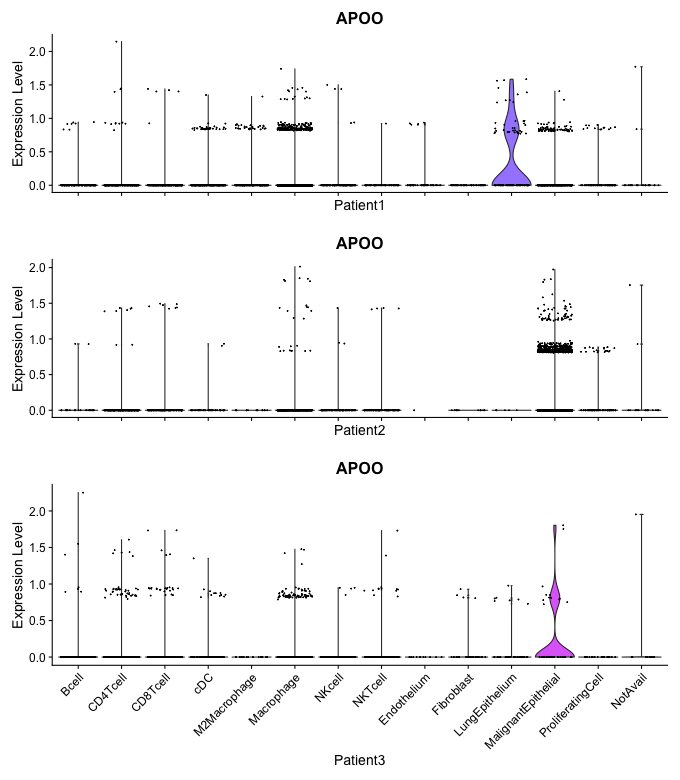 APOO
Expression Level
2.0
1.5
1.0
0.5
0.0
Patient1
APOO
Expression Level
2.0
1.5
1.0
0.5
0.0
Patient2
APOO
Expression Level
2.0
1.5
1.0
0.5
0.0
Bcell
CD4Tcell
CD8Tcell
cDC
M2Macrophage
Macrophage
NKcell
NKTcell
Endothelium
Fibroblast
LungEpithelium
MalignantEpithelial
ProliferatingCell
NotAvail
Patient3